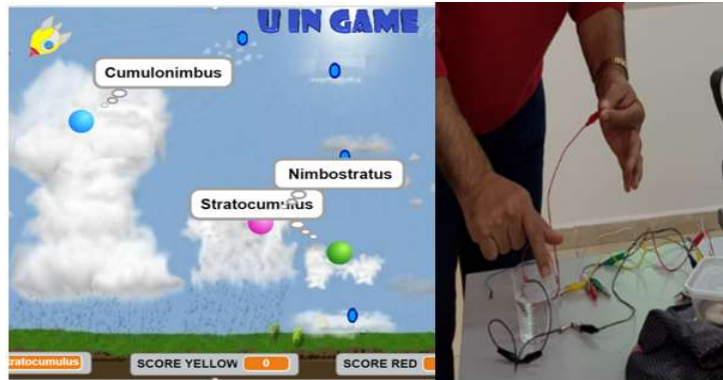 U IN GAME
Cumulonimbus
Nimbostratus
Stratocumulus
tratocumulus
SCORE YELLOW 0
SCORE RED